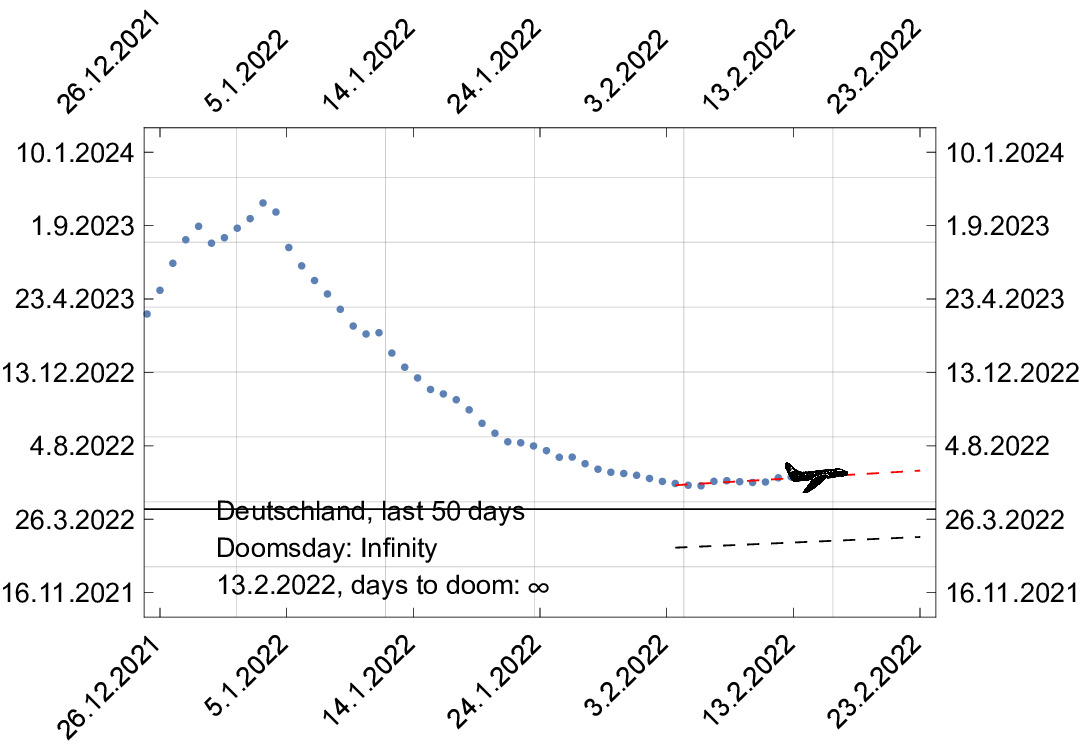 26.12.2021 5.1.2022 14.1.2022 24.1.2022 3.2.2022 13.2.2022 23.2.2022
10.1.2024 10.1.2024
1.9.2023 1.9.2023
23.4.2023 23.4.2023
13.12.2022 13.12.2022
4.8.2022 4.8.2022
Deutschland, last 50 days
26.3.2022 26.3.2022
Doomsday: Infinity
13.2.2022, days to doom: ∞
16.11.2021 16.11.2021
26.12.2021 5.1.2022 14.1.2022 24.1.2022 3.2.2022 13.2.2022 23.2.2022